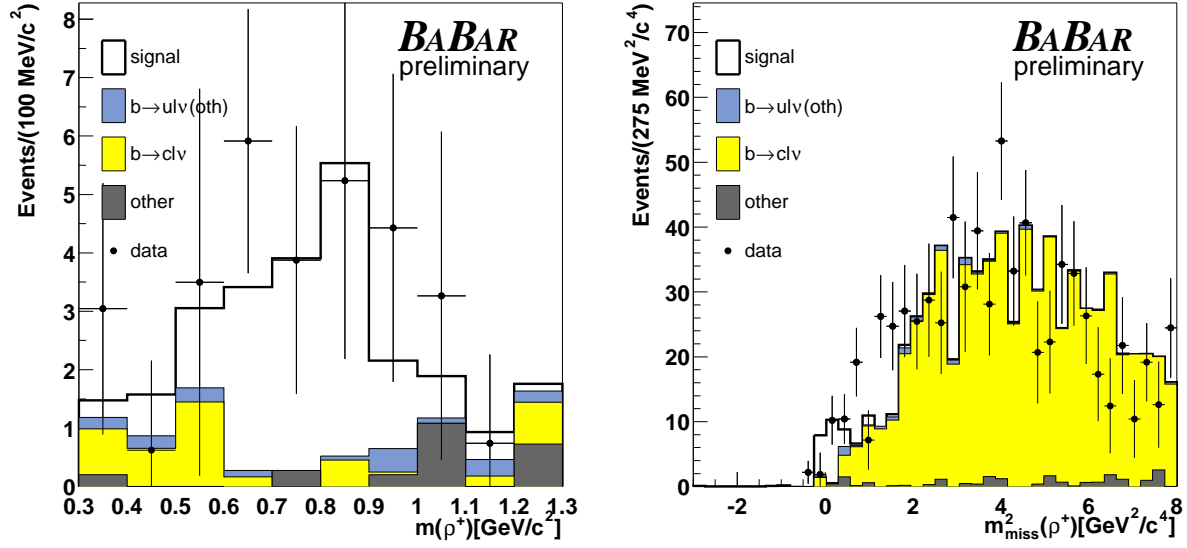 Events/(100 MeV/c²)
8
7
6
5
4
3
2
1
0
BABAR
preliminary
signal
b→ulν(oth)
b→clν
other
data
0.3 0.4 0.5 0.6 0.7 0.8 0.9 1 1.1 1.2 1.3
m(ρ⁺)[GeV/c²]
Events/(275 MeV²/c⁴)
70
60
50
40
30
20
10
0
BABAR
preliminary
signal
b→ulν(oth)
b→clν
other
data
-2 0 2 4 6 8
m²miss(ρ⁺)[GeV²/c⁴]